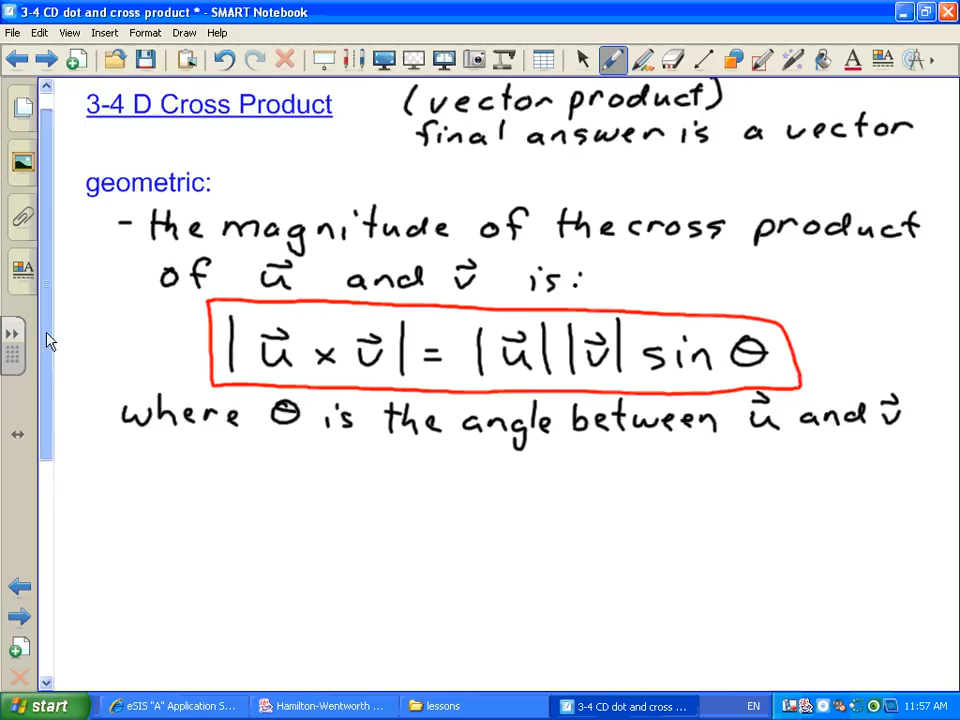 3-4 CD dot and cross product * - SMART Notebook
File Edit View Insert Format Draw Help
3-4 D Cross Product (vector product)
final answer is a vector
geometric:
- the magnitude of the cross product
of u⃗ and v⃗ is:
|u⃗ × v⃗| = |u⃗||v⃗| sin θ
where θ is the angle between u⃗ and v⃗
start eSIS "A" Application S... Hamilton-Wentworth ... lessons 3-4 CD dot and cross ... EN 11:57 AM